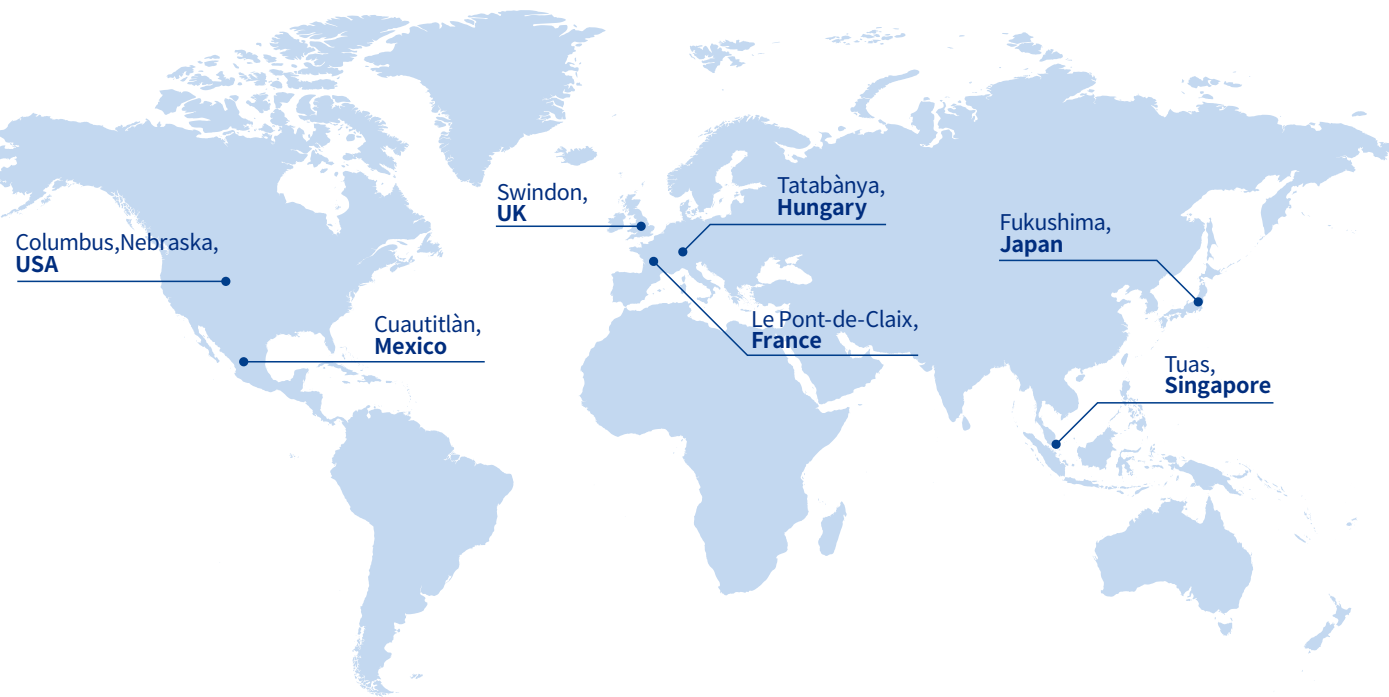 Swindon,
UK
Tatabànya,
Hungary
Fukushima,
Japan
Columbus,Nebraska,
USA
Cuautitlàn,
Mexico
Le Pont-de-Claix,
France
Tuas,
Singapore